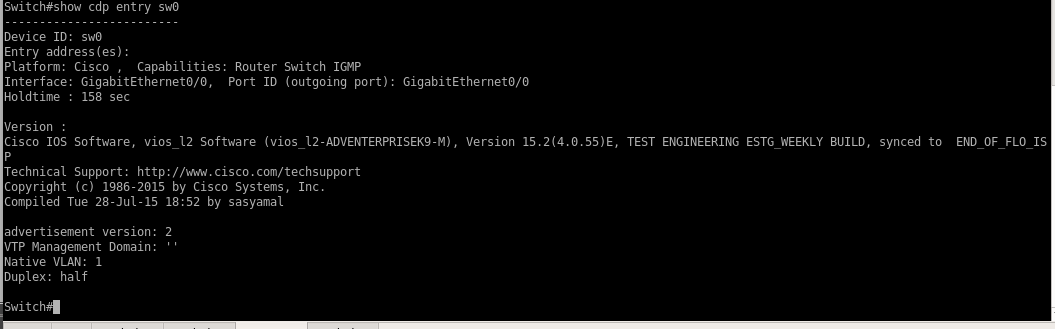 Switch#show cdp entry sw0
-------------------------
Device ID: sw0
Entry address(es):
Platform: Cisco ,  Capabilities: Router Switch IGMP
Interface: GigabitEthernet0/0,  Port ID (outgoing port): GigabitEthernet0/0
Holdtime : 158 sec
Version :
Cisco IOS Software, vios_l2 Software (vios_l2-ADVENTERPRISEK9-M), Version 15.2(4.0.55)E, TEST ENGINEERING ESTG_WEEKLY BUILD, synced to  END_OF_FLO_IS
P
Technical Support: http://www.cisco.com/techsupport
Copyright (c) 1986-2015 by Cisco Systems, Inc.
Compiled Tue 28-Jul-15 18:52 by sasyamal
advertisement version: 2
VTP Management Domain: ''
Native VLAN: 1
Duplex: half
Switch#